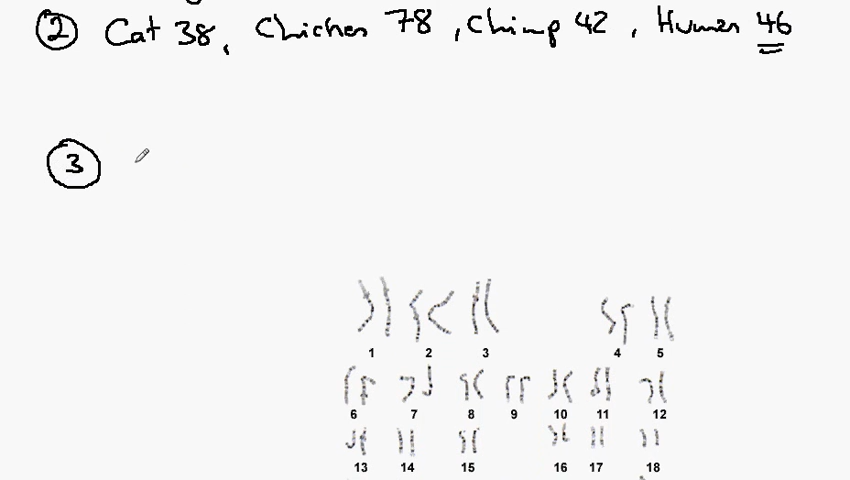 2 Cat 38, Chicken 78, Chimp 42, Human 46
3
1 2 3 4 5
6 7 8 9 10 11 12
13 14 15 16 17 18